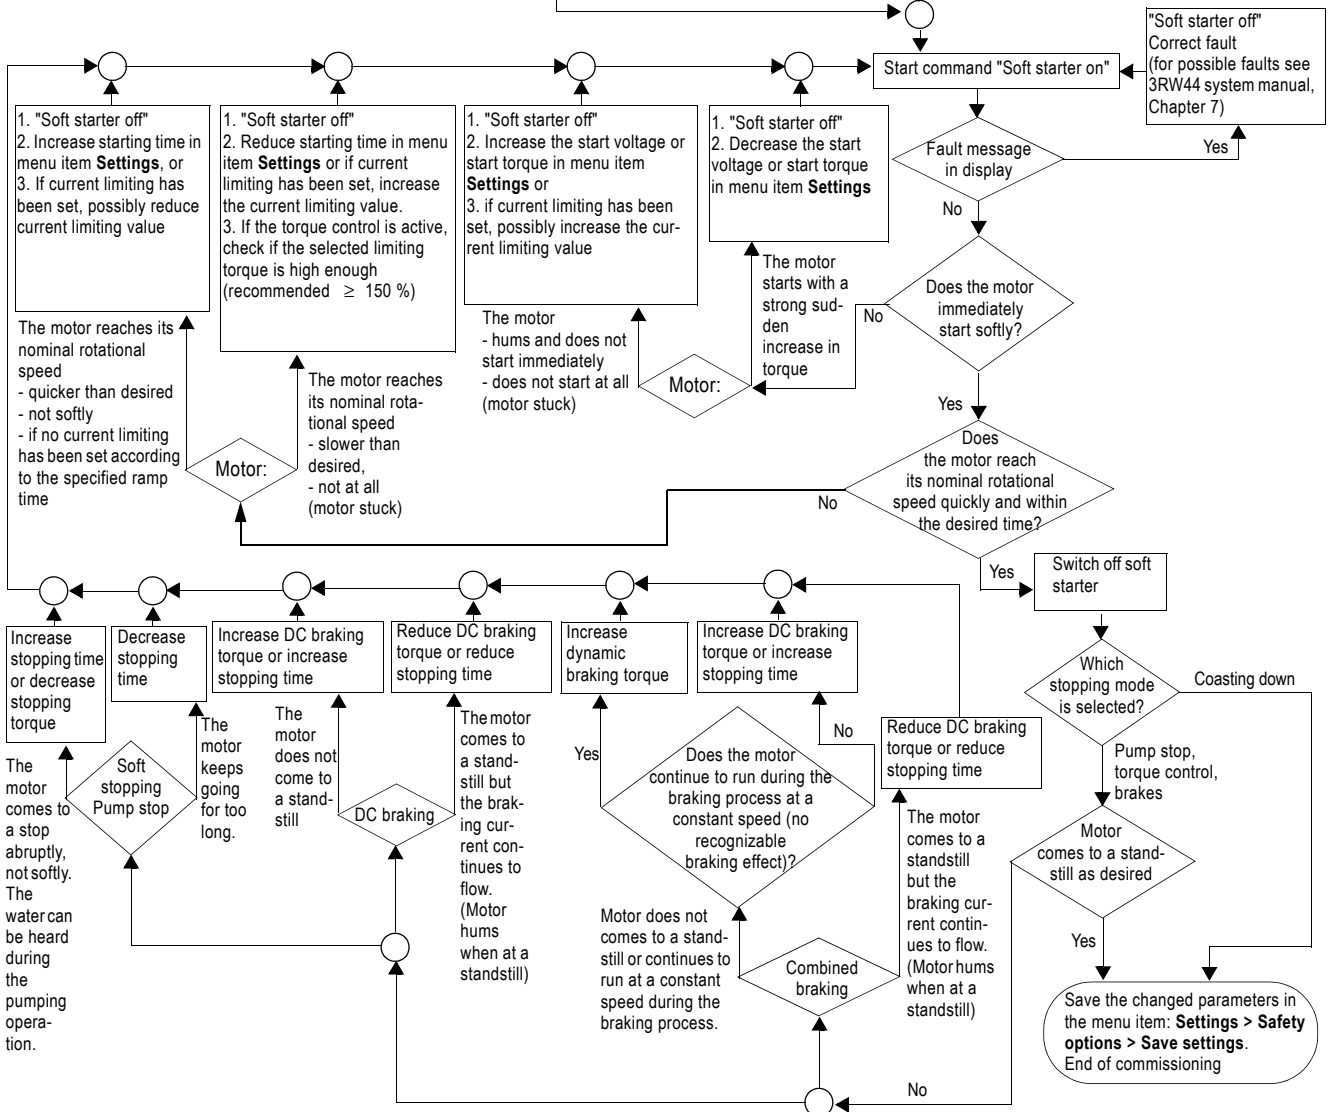 "Soft starter off"
Correct fault
(for possible faults see
3RW44 system manual,
Chapter 7)
Start command "Soft starter on"
Yes
Fault message
in display
No
1. "Soft starter off"
2. Increase starting time in
menu item Settings, or
3. If current limiting has
been set, possibly reduce
current limiting value
1. "Soft starter off"
2. Reduce starting time in menu
item Settings or if current
limiting has been set, increase
the current limiting value.
3. If the torque control is active,
check if the selected limiting
torque is high enough
(recommended ≥ 150 %)
1. "Soft starter off"
2. Increase the start voltage or
start torque in menu item
Settings or
3. if current limiting has been
set, possibly increase the cur-
rent limiting value
1. "Soft starter off"
2. Decrease the start
voltage or start torque
in menu item Settings
The motor
starts with a
strong sud-
den
increase in
torque
Does the motor
immediately
start softly?
No
Yes
The motor reaches its
nominal rotational
speed
- quicker than desired
- not softly
- if no current limiting
has been set according
to the specified ramp
time
Motor:
The motor reaches
its nominal rota-
tional speed
- slower than
desired,
- not at all
(motor stuck)
The motor
- hums and does not
start immediately
- does not start at all
(motor stuck)
Motor:
Does
the motor reach
its nominal rotational
speed quickly and within
the desired time?
No
Yes
Switch off soft
starter
Increase
stopping time
or decrease
stopping
torque
Decrease
stopping
time
Increase DC braking
torque or increase
stopping time
Reduce DC braking
torque or reduce
stopping time
Increase
dynamic
braking torque
Increase DC braking
torque or increase
stopping time
Which
stopping mode
is selected?
Coasting down
Pump stop,
torque control,
brakes
The
motor
comes to
a stop
abruptly,
not softly.
The
water can
be heard
during
the
pumping
opera-
tion.
Soft
stopping
Pump stop
The
motor
keeps
going
for too
long.
The
motor
does not
come to
a stand-
still
DC braking
The motor
comes to
a stand-
still but
the brak-
ing cur-
rent con-
tinues to
flow.
(Motor
hums
when at a
standstill)
Yes
Does the motor
continue to run during the
braking process at a
constant speed (no
recognizable
braking effect)?
No
Reduce DC braking
torque or reduce
stopping time
The motor
comes to a
standstill
but the
braking cur-
rent contin-
ues to flow.
(Motor hums
when at a
standstill)
Motor does not
comes to a stand-
still or continues to
run at a constant
speed during the
braking process.
Combined
braking
Motor
comes to a stand-
still as desired
Yes
No
Save the changed parameters in
the menu item: Settings > Safety
options > Save settings.
End of commissioning